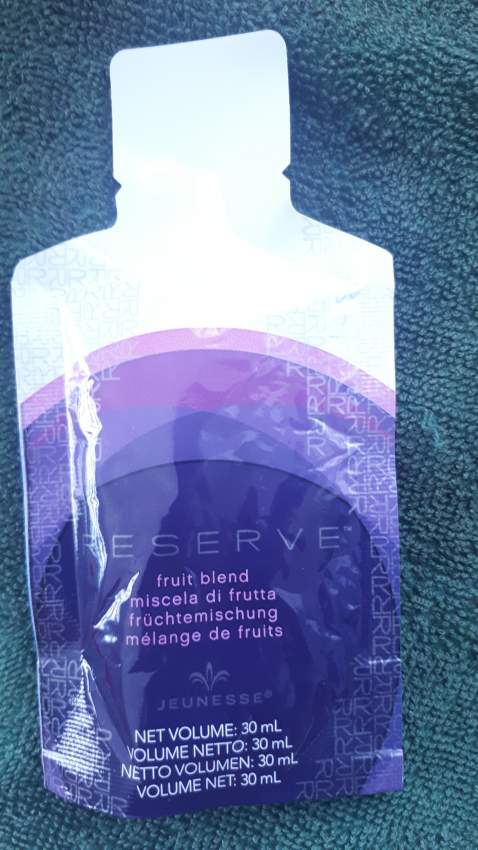 RESERVE™
fruit blend
miscela di frutta
früchtemischung
mélange de fruits
JEUNESSE®
NET VOLUME: 30 mL
VOLUME NETTO: 30 mL
NETTO VOLUMEN: 30 mL
VOLUME NET: 30 mL